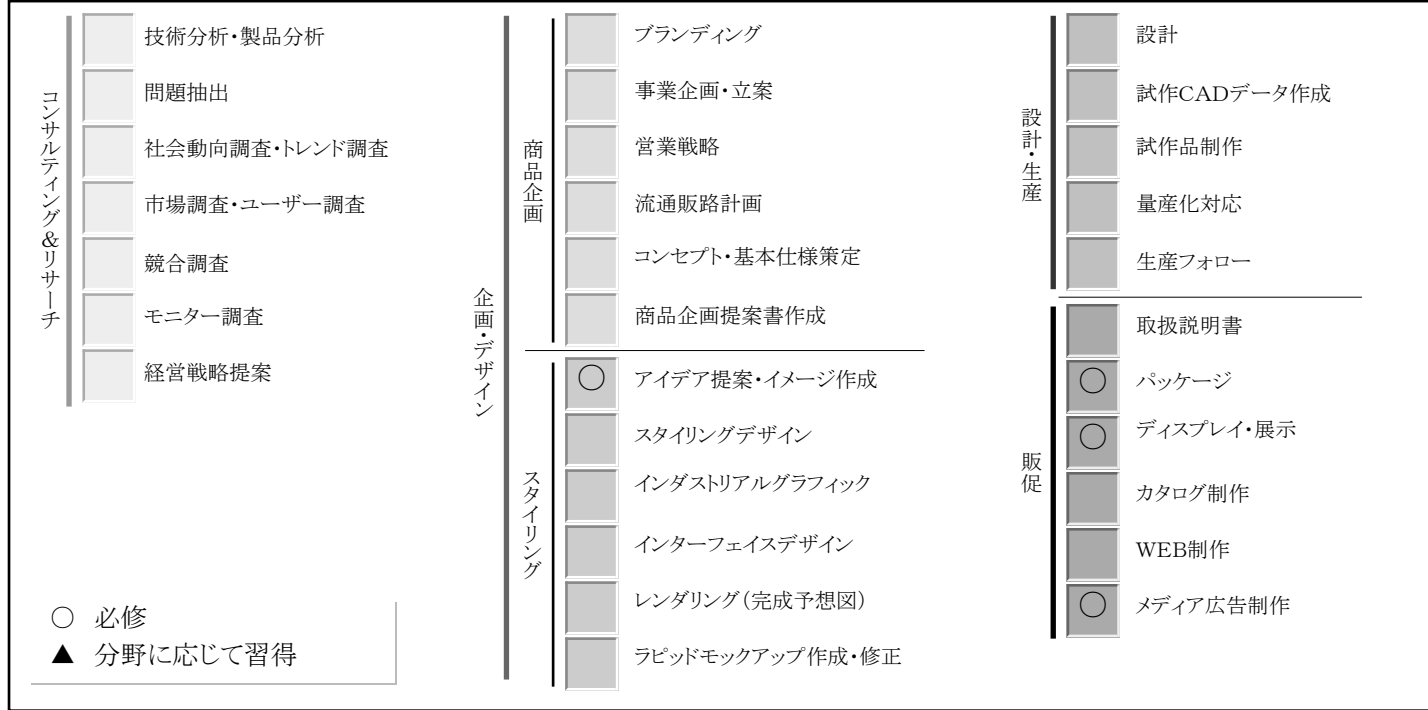 コンサルティング&リサーチ
技術分析・製品分析
問題抽出
社会動向調査・トレンド調査
市場調査・ユーザー調査
競合調査
モニター調査
経営戦略提案
企画・デザイン
商品企画
ブランディング
事業企画・立案
営業戦略
流通販路計画
コンセプト・基本仕様策定
商品企画提案書作成
スタイリング
○ アイデア提案・イメージ作成
スタイリングデザイン
インダストリアルグラフィック
インターフェイスデザイン
レンダリング(完成予想図)
ラピッドモックアップ作成・修正
設計・生産
設計
試作CADデータ作成
試作品制作
量産化対応
生産フォロー
販促
取扱説明書
○ パッケージ
○ ディスプレイ・展示
カタログ制作
WEB制作
○ メディア広告制作
○ 必修
▲ 分野に応じて習得